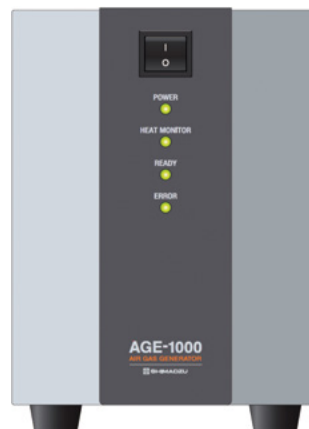 I
O
POWER
HEAT MONITOR
READY
ERROR
AGE-1000
AIR GAS GENERATOR
SHIMADZU